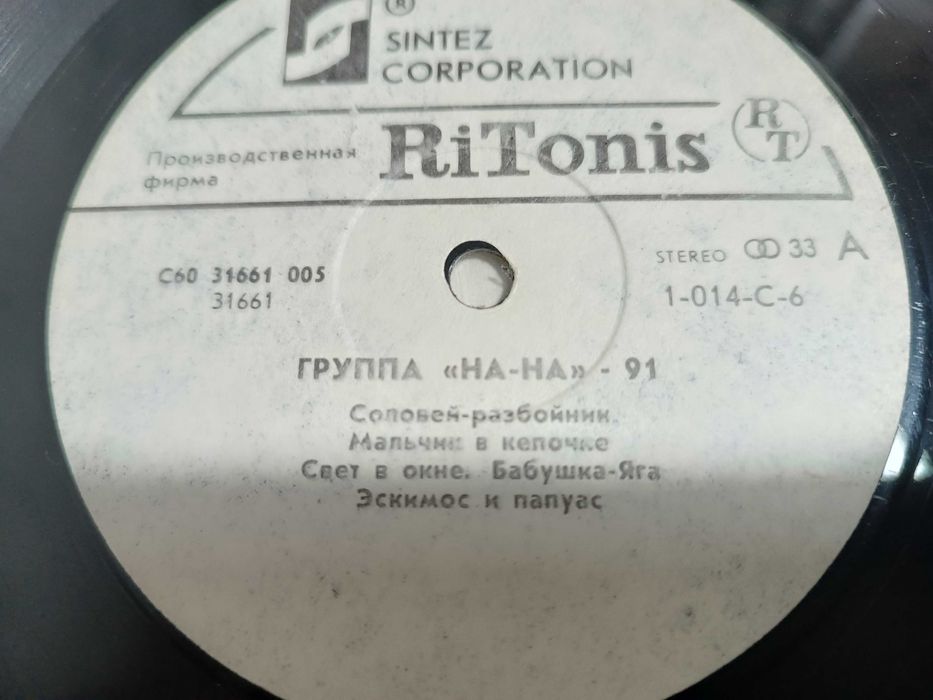 ®
SINTEZ
CORPORATION
Производственная
фирма
RiTonis
RT
С60 31661 005
31661
STEREO 33 A
1-014-C-6
ГРУППА «НА-НА» - 91
Соловей-разбойник.
Мальчик в кепочке
Свет в окне. Бабушка-Яга
Эскимос и папуас